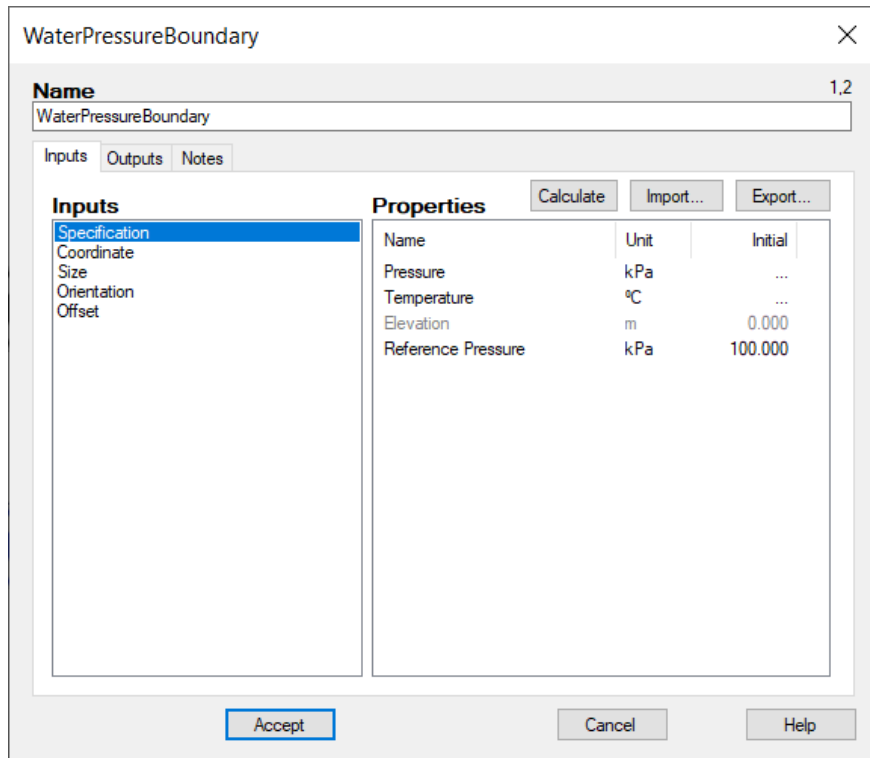 WaterPressureBoundary
Name 1,2
WaterPressureBoundary
Inputs Outputs Notes
Inputs
Specification
Coordinate
Size
Orientation
Offset
Properties Calculate Import... Export...
Name Unit Initial
Pressure kPa ...
Temperature ºC ...
Elevation m 0.000
Reference Pressure kPa 100.000
Accept Cancel Help